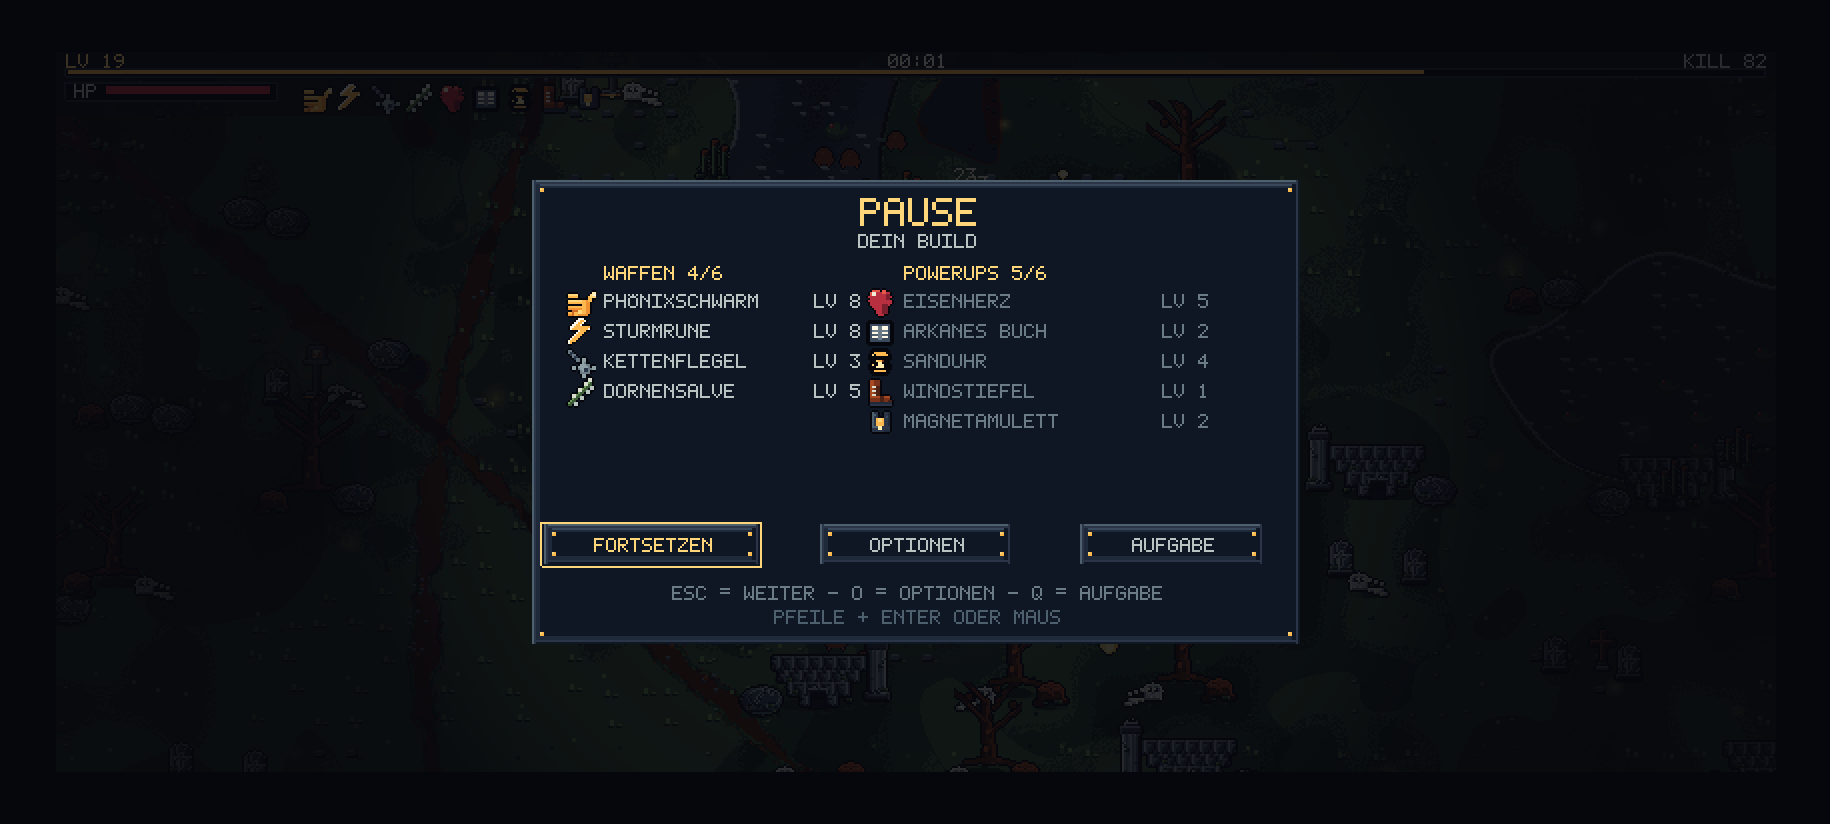 LV 19 00:01 KILL 82
HP
23
PAUSE
DEIN BUILD
WAFFEN 4/6 POWERUPS 5/6
PHÖNIXSCHWARM LV 8 EISENHERZ LV 5
STURMRUNE LV 8 ARKANES BUCH LV 2
KETTENFLEGEL LV 3 SANDUHR LV 4
DORNENSALVE LV 5 WINDSTIEFEL LV 1
MAGNETAMULETT LV 2
FORTSETZEN OPTIONEN AUFGABE
ESC = WEITER - O = OPTIONEN - Q = AUFGABE
PFEILE + ENTER ODER MAUS